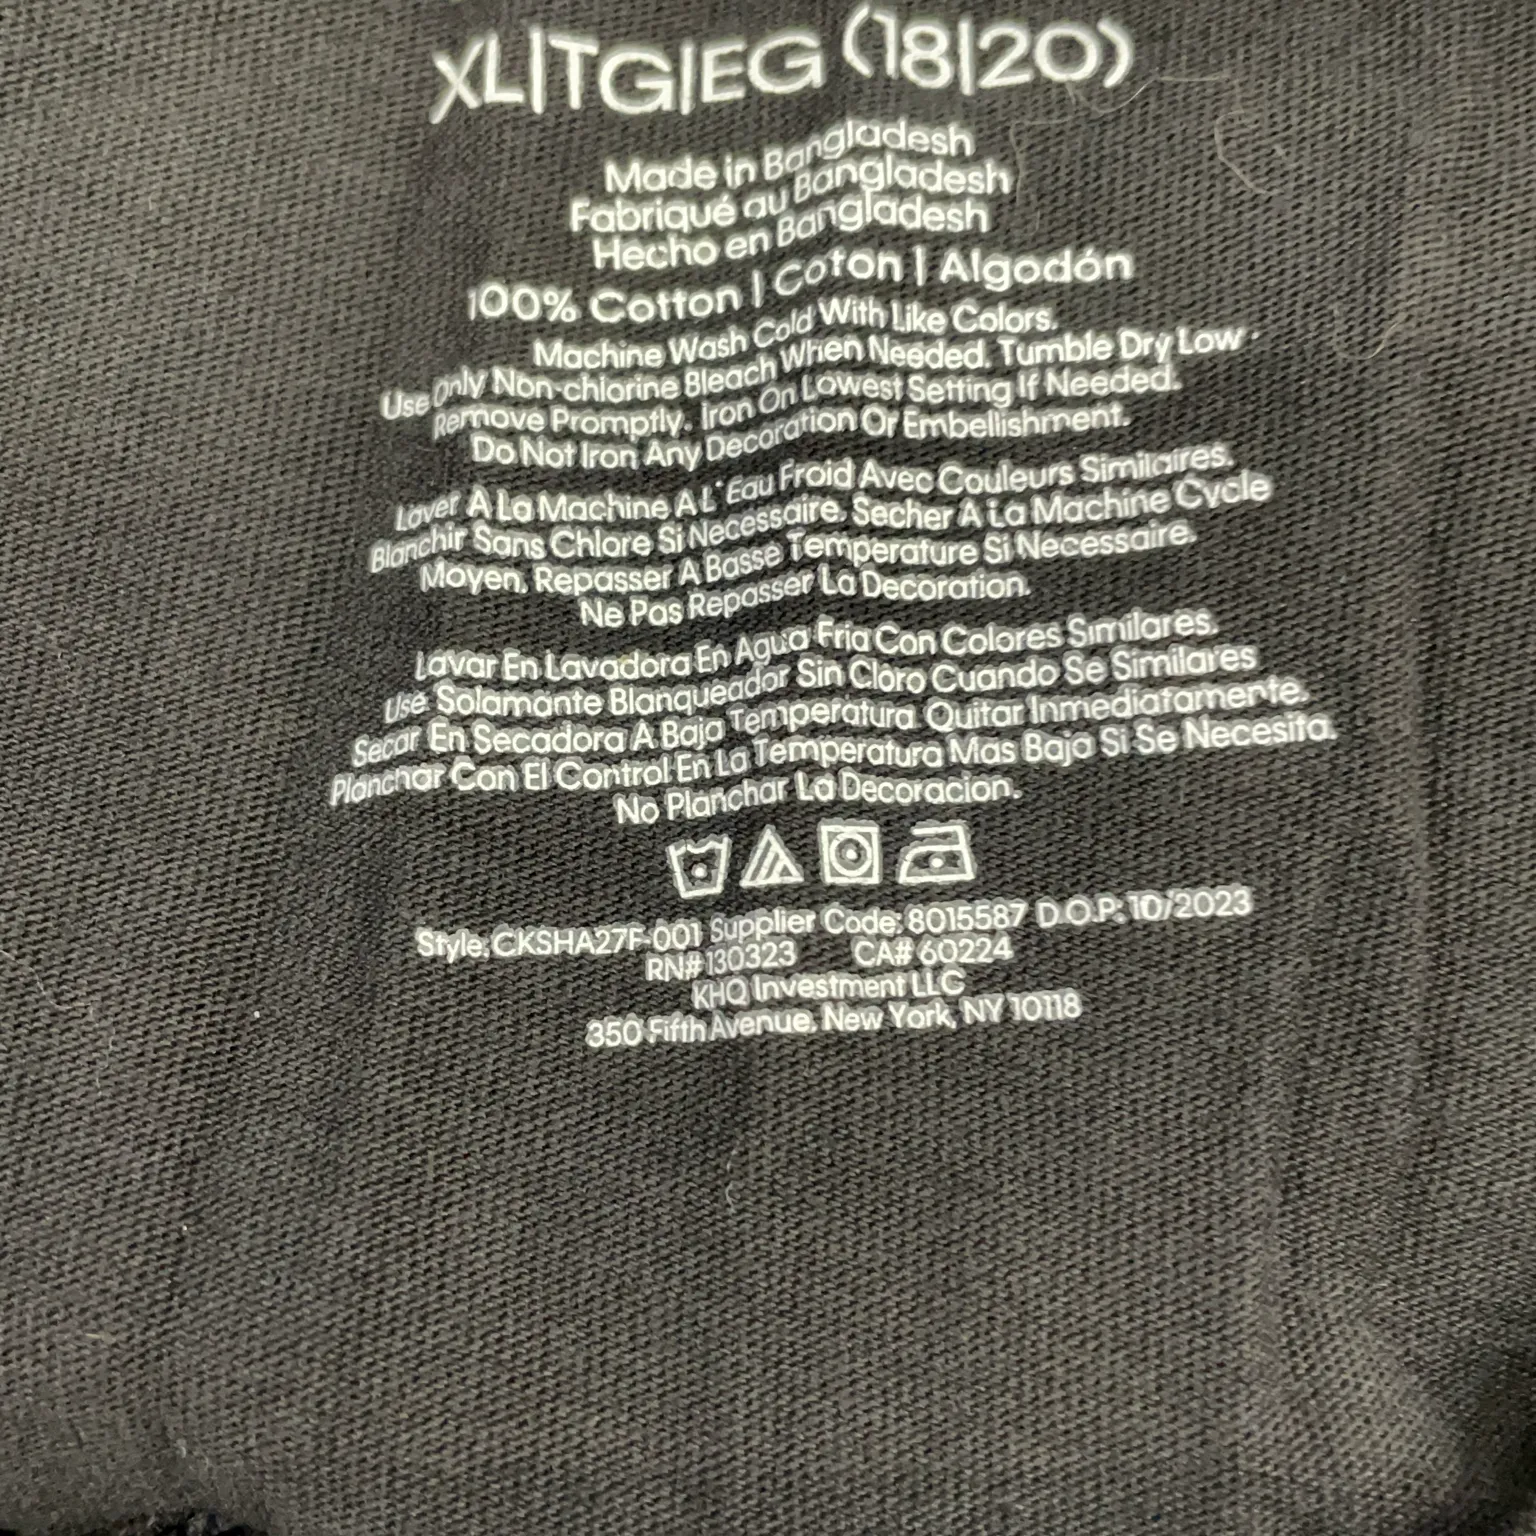 XL|TG|EG (18|20)
Made in Bangladesh
Fabriqué au Bangladesh
Hecho en Bangladesh
100% Cotton | Coton | Algodón
Machine Wash Cold With Like Colors.
Use Only Non-chlorine Bleach When Needed. Tumble Dry Low.
Remove Promptly. Iron On Lowest Setting If Needed.
Do Not Iron Any Decoration Or Embellishment.
Laver A La Machine A L'Eau Froid Avec Couleurs Similaires.
Blanchir Sans Chlore Si Necessaire. Secher A La Machine Cycle
Moyen. Repasser A Basse Temperature Si Necessaire.
Ne Pas Repasser La Decoration.
Lavar En Lavadora En Agua Fria Con Colores Similares.
Use Solamante Blanqueador Sin Cloro Cuando Se Similares
Secar En Secadora A Baja Temperatura. Quitar Inmediatamente.
Planchar Con El Control En La Temperatura Mas Baja Si Se Necesita.
No Planchar La Decoracion.
Style: CKSHA27F-001 Supplier Code: 8015587 D.O.P.: 10/2023
RN# 130323 CA# 60224
KHQ Investment LLC
350 Fifth Avenue, New York, NY 10118